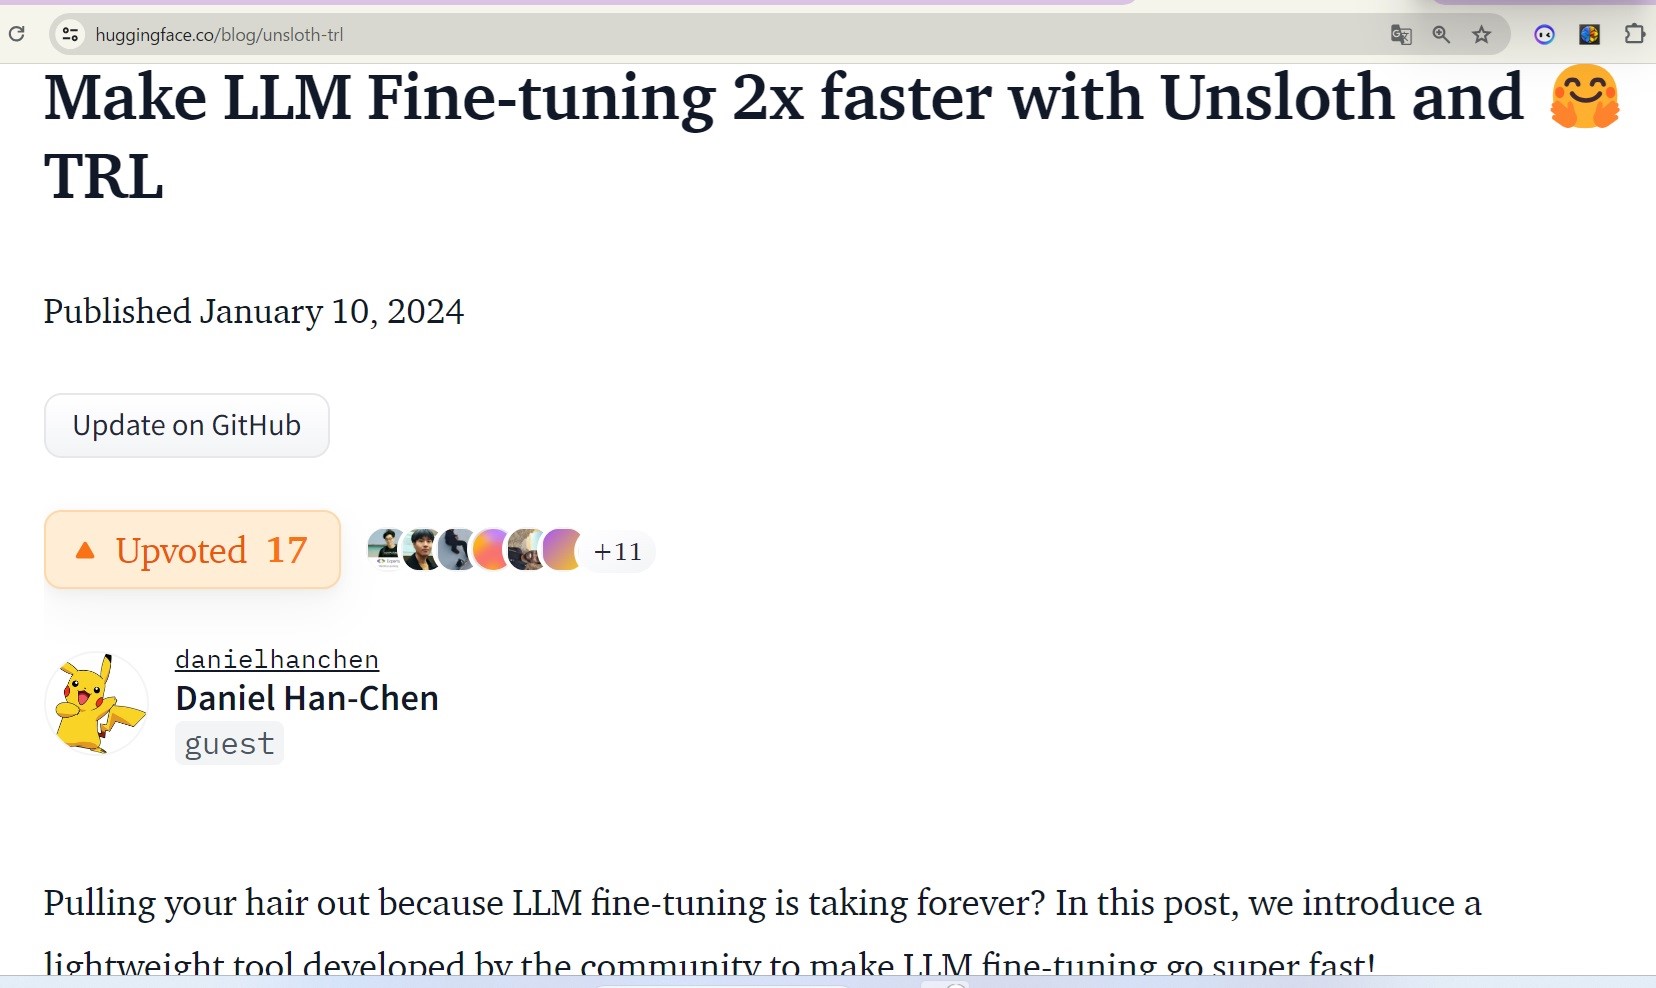 huggingface.co/blog/unsloth-trl
Make LLM Fine-tuning 2x faster with Unsloth and 🤗
TRL
Published January 10, 2024
Update on GitHub
Upvoted 17
+11
danielhanchen
Daniel Han-Chen
guest
Pulling your hair out because LLM fine-tuning is taking forever? In this post, we introduce a
lightweight tool developed by the community to make LLM fine-tuning go super fast!